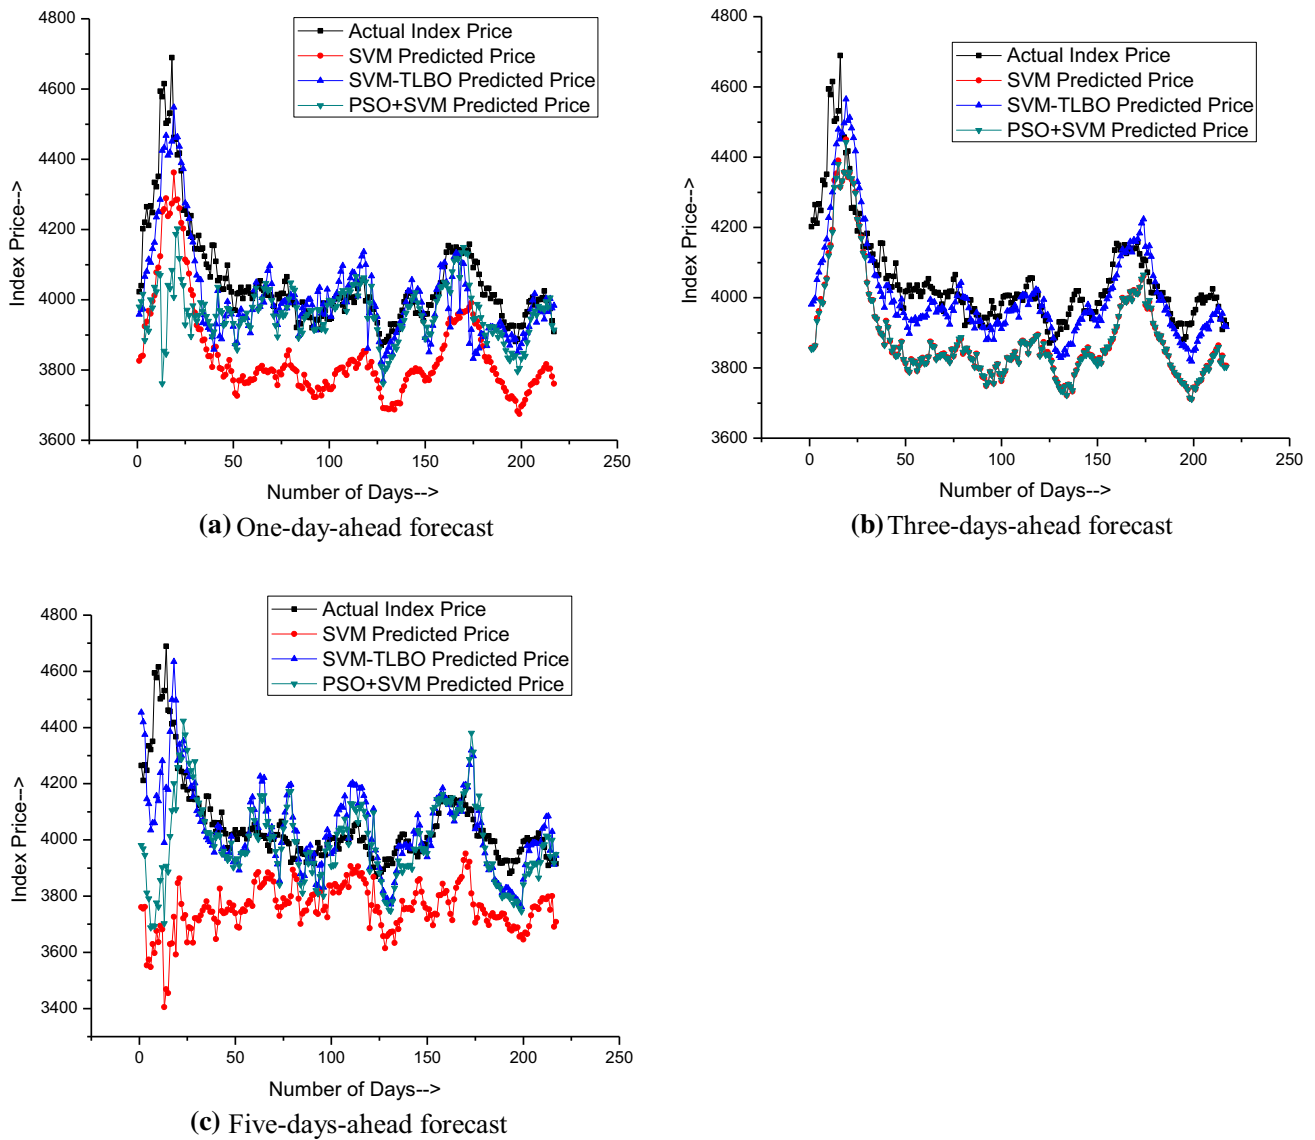 4800
4600
4400
4200
4000
3800
3600
Index Price-->
Actual Index Price
SVM Predicted Price
SVM-TLBO Predicted Price
PSO+SVM Predicted Price
0 50 100 150 200 250
Number of Days-->
(a) One-day-ahead forecast
4800
4600
4400
4200
4000
3800
3600
Index Price-->
Actual Index Price
SVM Predicted Price
SVM-TLBO Predicted Price
PSO+SVM Predicted Price
0 50 100 150 200 250
Number of Days-->
(b) Three-days-ahead forecast
4800
4600
4400
4200
4000
3800
3600
3400
Index Price-->
Actual Index Price
SVM Predicted Price
SVM-TLBO Predicted Price
PSO+SVM Predicted Price
0 50 100 150 200 250
Number of Days-->
(c) Five-days-ahead forecast